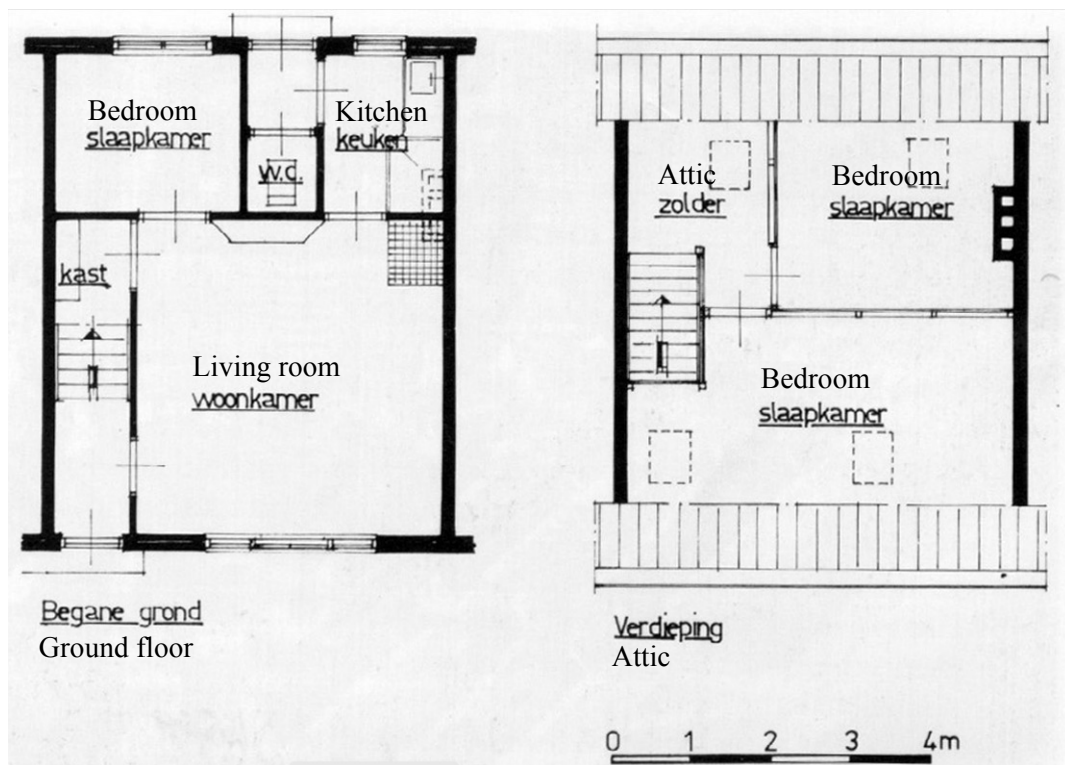 Bedroom
slaapkamer
Kitchen
keuken
w.c.
kast
Living room
woonkamer
Begane grond
Ground floor
Attic
zolder
Bedroom
slaapkamer
Bedroom
slaapkamer
Verdieping
Attic
0 1 2 3 4m